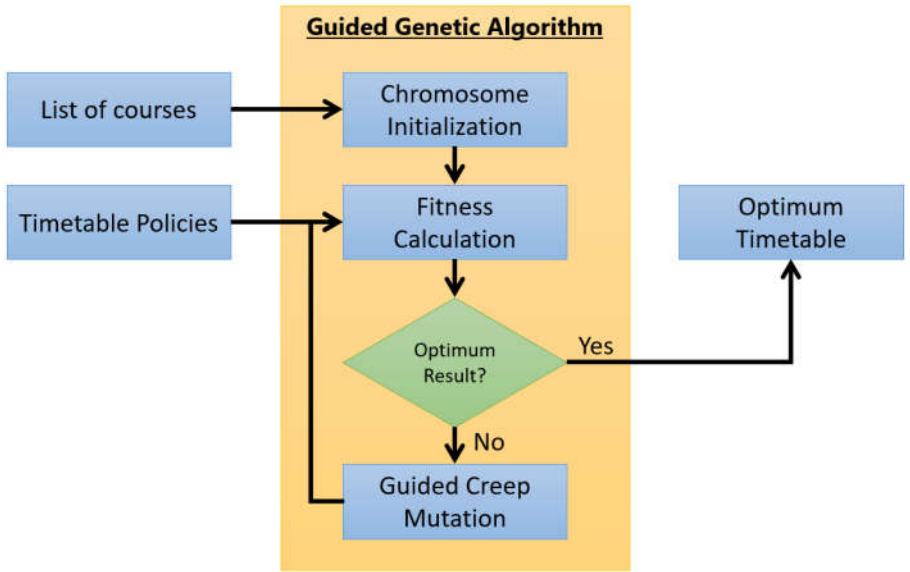 Guided Genetic Algorithm
List of courses
Chromosome
Initialization
Timetable Policies
Fitness
Calculation
Optimum
Timetable
Optimum
Result?
Yes
No
Guided Creep
Mutation